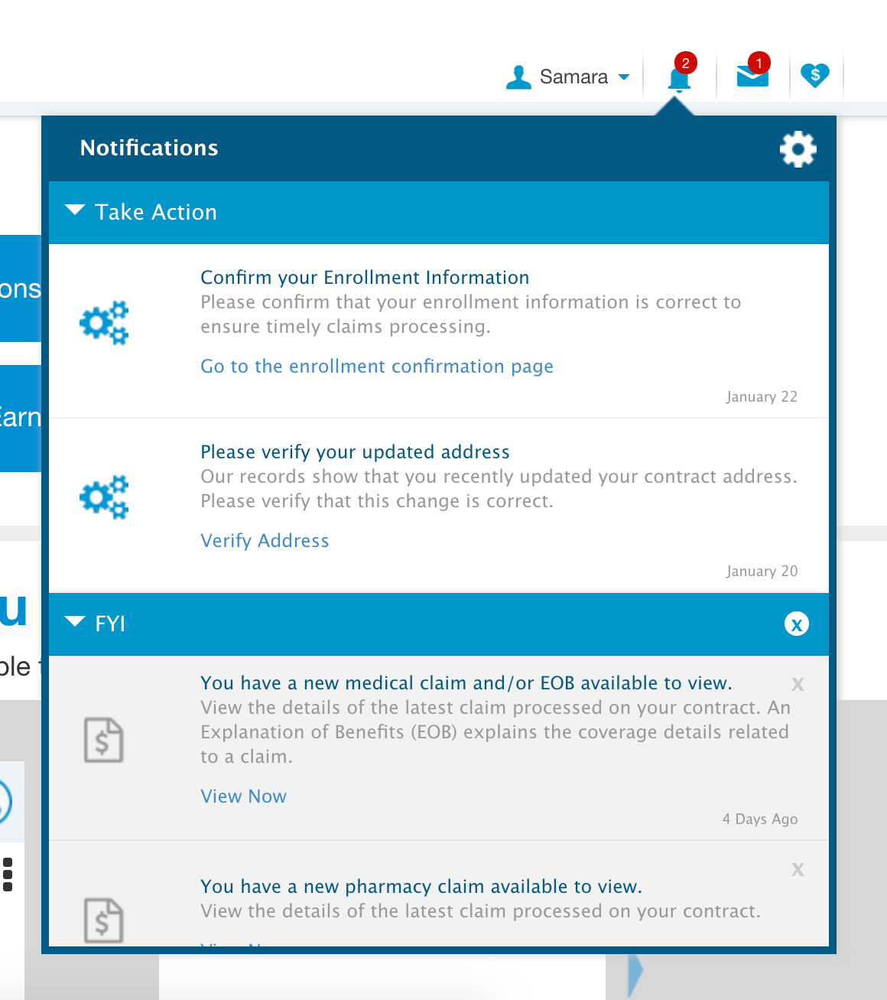 Samara
2
1
$
Notifications
Take Action
Confirm your Enrollment Information
Please confirm that your enrollment information is correct to
ensure timely claims processing.
Go to the enrollment confirmation page
January 22
Please verify your updated address
Our records show that you recently updated your contract address.
Please verify that this change is correct.
Verify Address
January 20
FYI
x
You have a new medical claim and/or EOB available to view.
x
View the details of the latest claim processed on your contract. An
Explanation of Benefits (EOB) explains the coverage details related
to a claim.
$
View Now
4 Days Ago
x
You have a new pharmacy claim available to view.
View the details of the latest claim processed on your contract.
$
ons
Earn
u